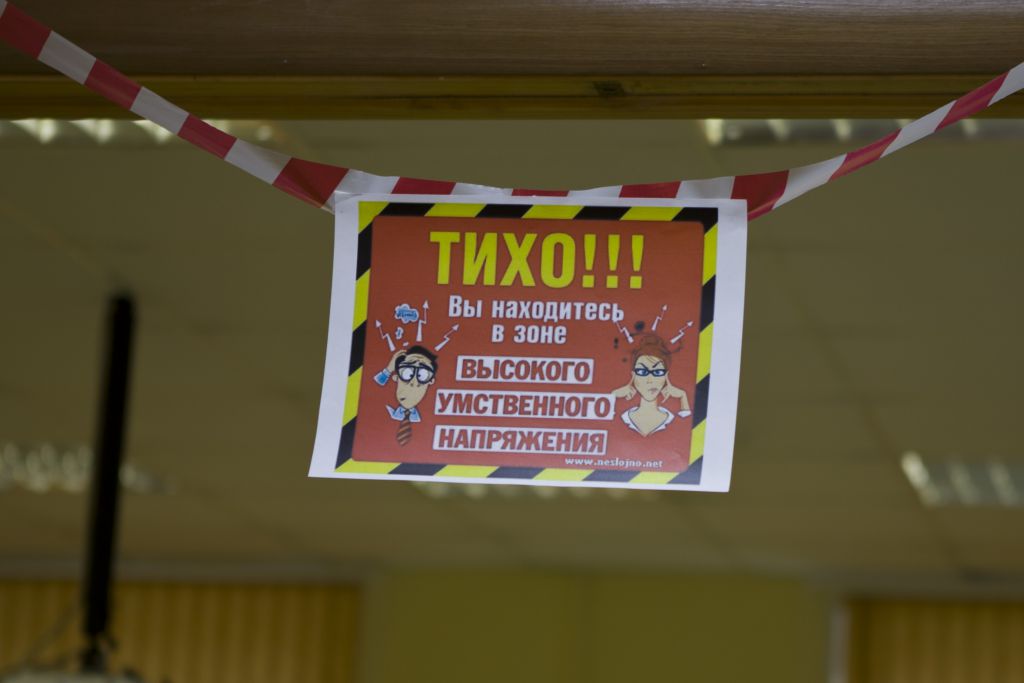 ТИХО!!!
Вы находитесь
в зоне
ВЫСОКОГО
УМСТВЕННОГО
НАПРЯЖЕНИЯ
www.neslojno.net